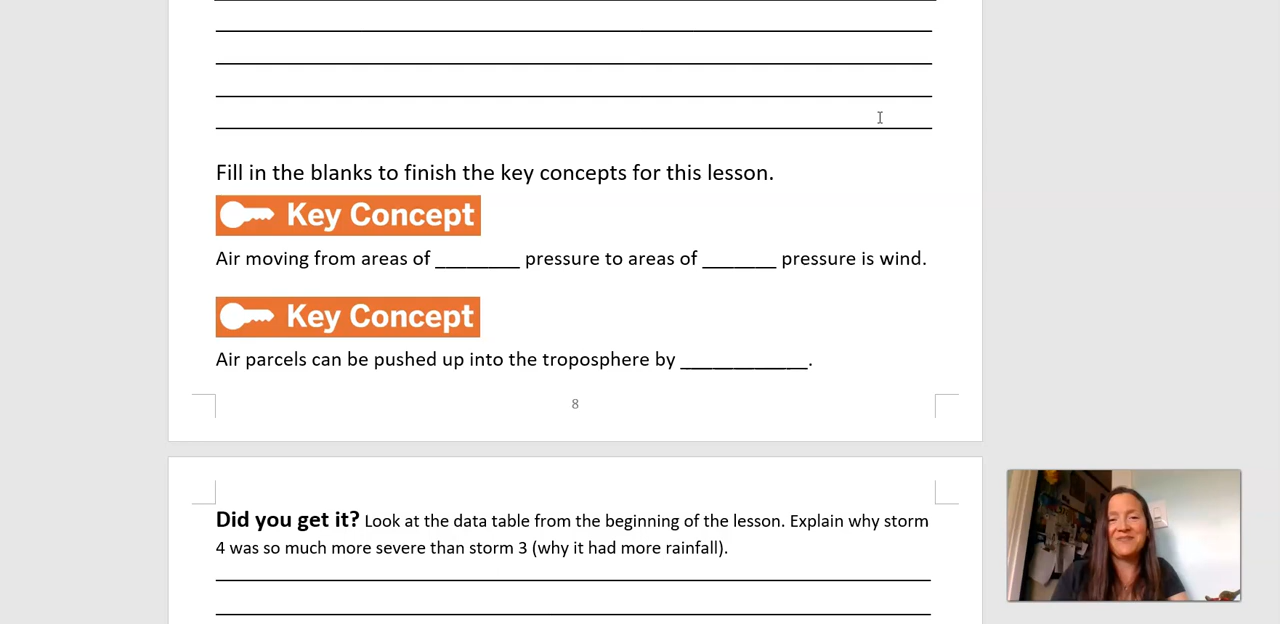 Fill in the blanks to finish the key concepts for this lesson.
Key Concept
Air moving from areas of ________ pressure to areas of _______ pressure is wind.
Key Concept
Air parcels can be pushed up into the troposphere by ____________.
8
Did you get it? Look at the data table from the beginning of the lesson. Explain why storm
4 was so much more severe than storm 3 (why it had more rainfall).